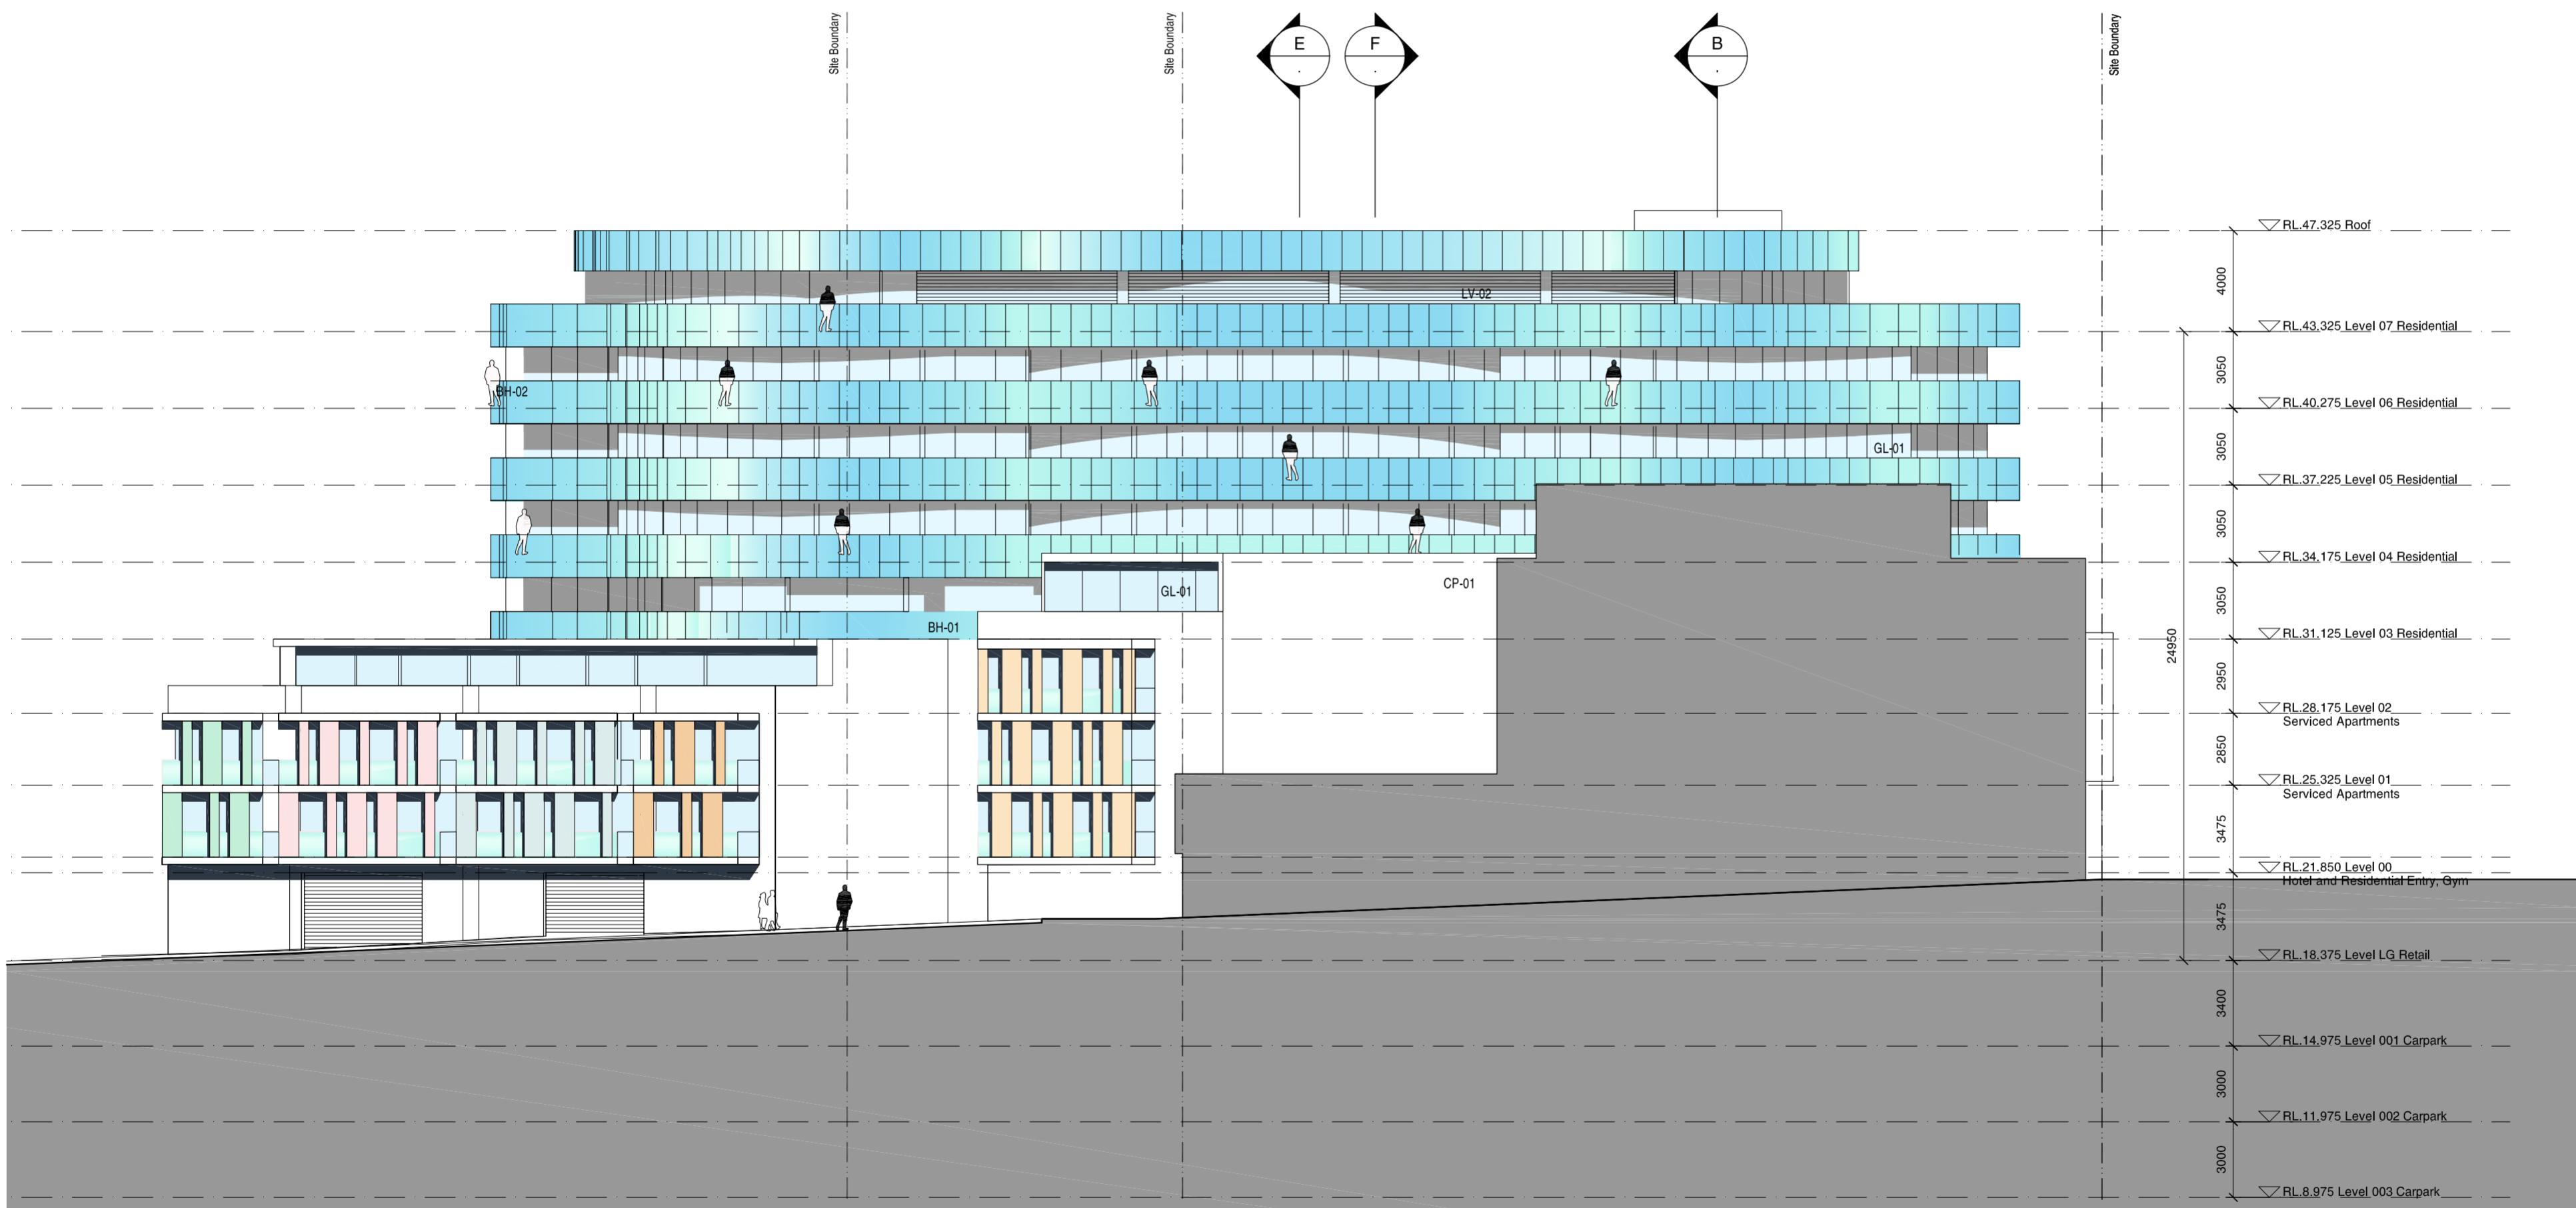 Site Boundary
Site Boundary
E
F
B
Site Boundary
RL.47.325 Roof
4000
LV-02
RL.43.325 Level 07 Residential
3050
BH-02
RL.40.275 Level 06 Residential
3050
GL-01
RL.37.225 Level 05 Residential
3050
RL.34.175 Level 04 Residential
CP-01
GL-01
3050
BH-01
RL.31.125 Level 03 Residential
24950
2950
RL.28.175 Level 02
Serviced Apartments
2850
RL.25.325 Level 01
Serviced Apartments
3475
RL.21.850 Level 00
Hotel and Residential Entry, Gym
3475
RL.18.375 Level LG Retail
3400
RL.14.975 Level 001 Carpark
3000
RL.11.975 Level 002 Carpark
3000
RL.8.975 Level 003 Carpark